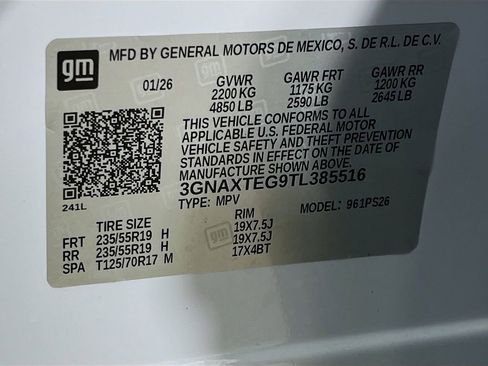 gm
MFD BY GENERAL MOTORS DE MEXICO, S. DE R.L. DE C.V.
01/26 GVWR GAWR FRT GAWR RR
2200 KG 1175 KG 1200 KG
4850 LB 2590 LB 2645 LB
THIS VEHICLE CONFORMS TO ALL
APPLICABLE U.S. FEDERAL MOTOR
VEHICLE SAFETY AND THEFT PREVENTION
STANDARDS IN EFFECT ON THE DATE OF
MANUFACTURE SHOWN ABOVE.
3GNAXTEG9TL385516
241L
TYPE: MPV MODEL: 961PS26
TIRE SIZE RIM
FRT 235/55R19 H 19X7.5J
RR 235/55R19 H 19X7.5J
SPA T125/70R17 M 17X4BT